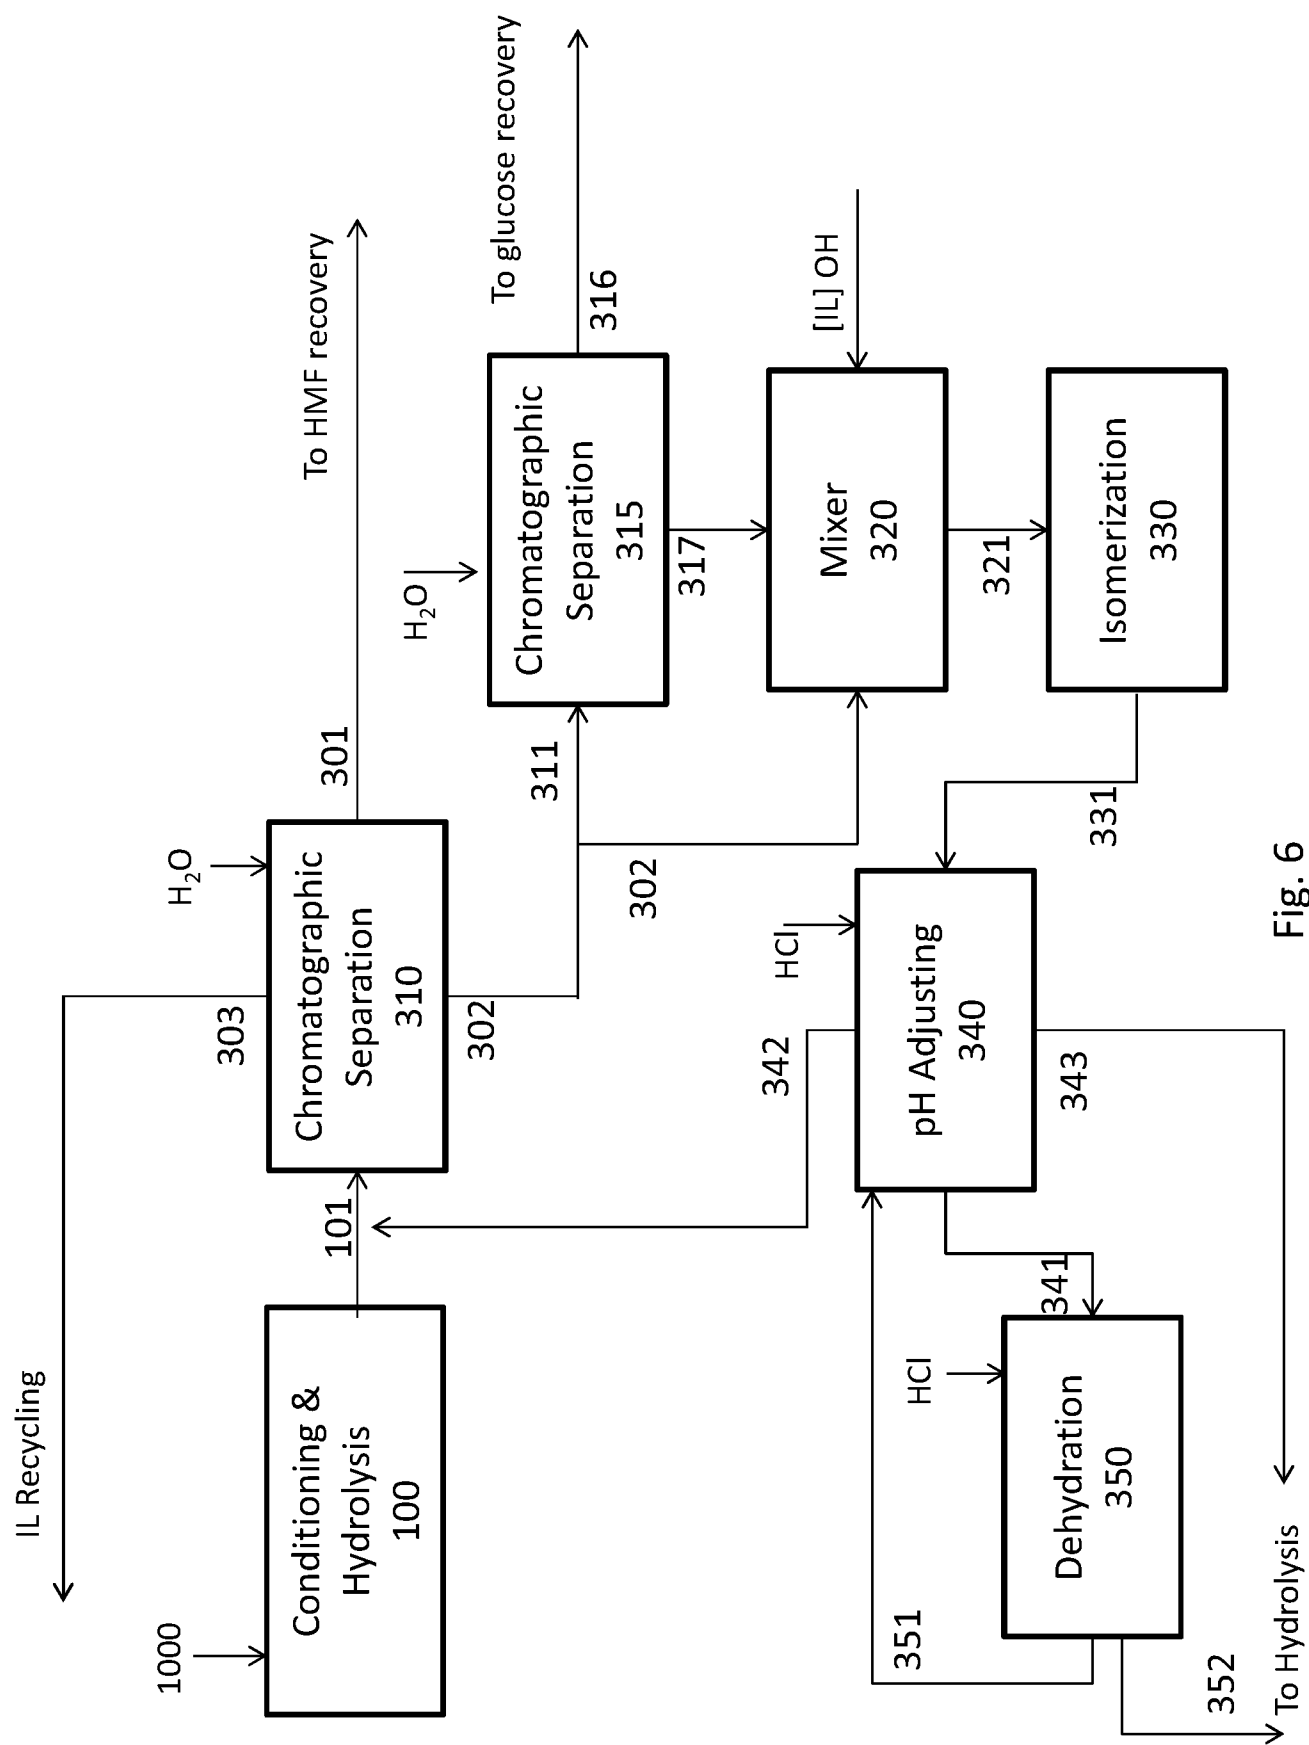 IL Recycling
1000
H2O
303
To HMF recovery
301
Conditioning &
Hydrolysis
100
101
Chromatographic
Separation
310
302
H2O
To glucose recovery
311
Chromatographic
Separation
315
316
302
317
342
HCl
[IL] OH
Mixer
320
351
HCl
pH Adjusting
340
321
341
343
331
Dehydration
350
Isomerization
330
352
To Hydrolysis
Fig. 6